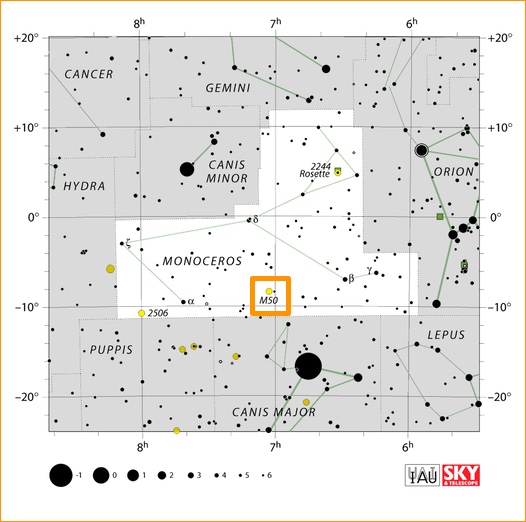 8ʰ 7ʰ 6ʰ
+20° +20°
CANCER
GEMINI
+10° +10°
2244
Rosette
CANIS
MINOR
ORION
HYDRA
0° 0°
δ
ζ
MONOCEROS
β γ
α
M50
-10° -10°
2506
PUPPIS
LEPUS
-20° -20°
CANIS MAJOR
8ʰ 7ʰ 6ʰ
-1 0 1 2 3 4 5 6
IAU
SKY
& TELESCOPE